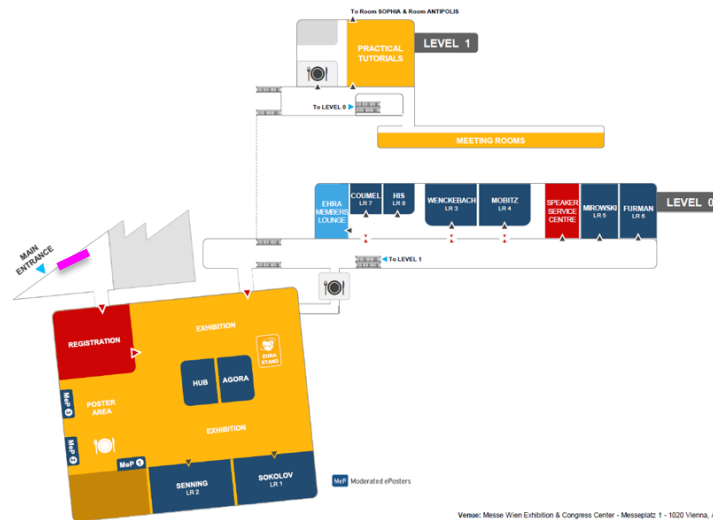 To Room SOPHIA & Room ANTIPOLIS
PRACTICAL
TUTORIALS
LEVEL 1
To LEVEL 0
MEETING ROOMS
EHRA
MEMBERS
LOUNGE
COUMEL
LR 7
HIS
LR 8
WENCKEBACH
LR 3
MOBITZ
LR 4
SPEAKER
SERVICE
CENTRE
MIROWSKI
LR 5
FURMAN
LR 6
LEVEL 0
MAIN
ENTRANCE
To LEVEL 1
REGISTRATION
EXHIBITION
EHRA
STAND
HUB
AGORA
MeP
POSTER
AREA
MeP
EXHIBITION
MeP
SENNING
LR 2
SOKOLOV
LR 1
MeP Moderated ePosters
Venue: Messe Wien Exhibition & Congress Center - Messeplatz 1 - 1020 Vienna,